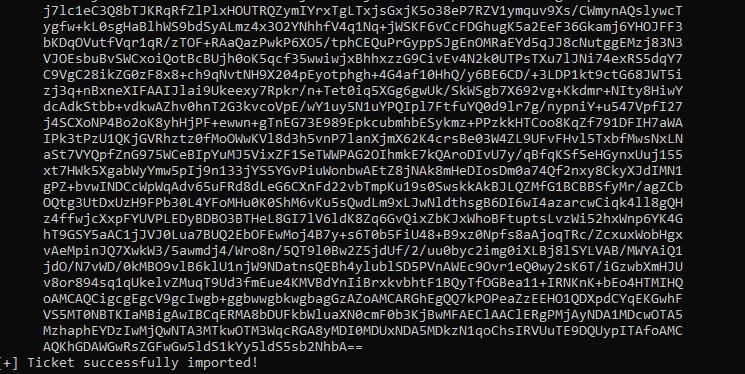 j7lc1eC3Q8bTJKRqRfZlPlxHOUTRQZymIYrxTgLTxjsGxjK5o38eP7RZV1ymquv9Xs/CWmynAQslywcT
ygfw+kL0sgHaBlhWS9bdSyALmz4x3O2YNhhfV4q1Nq+jWSKF6vCcFDGhugK5a2EeF36Gkamj6YHOJFF3
bKDqOVutfVqr1qR/zTOF+RAaQazPwkP6XO5/tphCEQuPrGyppSJgEnOMRaEYd5qJJ8cNutggEMzj83N3
VJOEsbuBvSWCxoiQotBcBUjh0oK5qcf35wwiwjxBhhxzzG9CivEv4N2k0UTPsTXu7lJNi74exRS5dqY7
C9VgC28ikZG0zF8x8+ch9qNvtNH9X204pEyotphgh+4G4af10HhQ/y6BE6CD/+3LDP1kt9ctG68JWT5i
zj3q+nBxneXIFAAIJlai9Ukeexy7Rpkr/n+Tet0iq5XGg6gwUk/SkWSgb7X692vg+Kkdmr+NIty8HiwY
dcAdkStbb+vdkwAZhv0hnT2G3kvcoVpE/wY1uy5N1uYPQIpl7FtfuYQ0d9lr7g/nypniY+u547VpfI27
j4SCXoNP4Bo2oK8yhHjPF+ewwn+gTnEG73E989EpkcubmhbESykmz+PPzkkHTCoo8KqZf791DFIH7aWA
IPk3tPzU1QKjGVRhztz0fMoOWwKVl8d3h5vnP7lanXjmX62K4crsBe03W4ZL9UFvFHvl5TxbfMwsNxLN
aSt7VYQpfZnG975WCeBIpYuMJ5VixZF1SeTWWPAG2OIhmkE7kQAroDIvU7y/qBfqKSfSeHGynxUuj155
xt7HWk5XgabWyYmw5pIj9n133jYS5YGvPiuWonbwAEtZ8jNAk8mHeDIosDm0a74Qf2nxy8CkyXJdIMN1
gPZ+bvwINDCcWpWqAdv65uFRd8dLeG6CXnFd22vbTmpKu19s0SwskkAkBJLQZMfG1BCBBSfyMr/agZCb
OQtg3UtDxUzH9FPb30L4YFoMHu0K0ShM6vKu5sQwdLm9xLJwNldthsgB6DI6wI4azarcwCiqk4ll8gQH
z4ffwjcXxpFYUVPLEDyBDBO3BTHeL8GI7lV6ldK8Zq6GvQixZbKJxWhoBFtuptsLvzWi52hxWnp6YK4G
hT9GSY5aAC1jJVJ0Lua7BUQ2EbOFEwMoj4B7y+s6T0b5FiU48+B9xz0Npfs8aAjoqTRc/ZcxuxWobHgx
vAeMpinJQ7XwkW3/5awmdj4/Wro8n/5QT9l0Bw2Z5jdUf/2/uu0byc2img0iXLBj8lSYLVAB/MWYAiQ1
jdO/N7vWD/0kMBO9vlB6klU1njW9NDatnsQEBh4ylublSD5PVnAWEc9Ovr1eQ0wy2sK6T/iGzwbXmHJU
v8or894sq1qUkelvZMuqT9Ud3fmEue4KMVBdYnIiBrxkvbhtF1BQyTfOGBea11+IRNKnK+bEo4HTMIHQ
oAMCAQCigcgEgcV9gcIwgb+ggbwwgbkwgbagGzAZoAMCARGhEgQQ7kPOPeaZzEEHO1QDXpdCYqEKGwhF
VS5MT0NBTKIaMBigAwIBCqERMA8bDUFkbWluaXN0cmF0b3KjBwMFAEClAAClERgPMjAyNDA1MDcwOTA5
MzhaphEYDzIwMjQwNTA3MTkwOTM3WqcRGA8yMDI0MDUxNDA5MDkzN1qoChsIRVUuTE9DQUypITAfoAMC
AQKhGDAWGwRsZGFwGw5ldS1kYy5ldS5sb2NhbA==
[+] Ticket successfully imported!